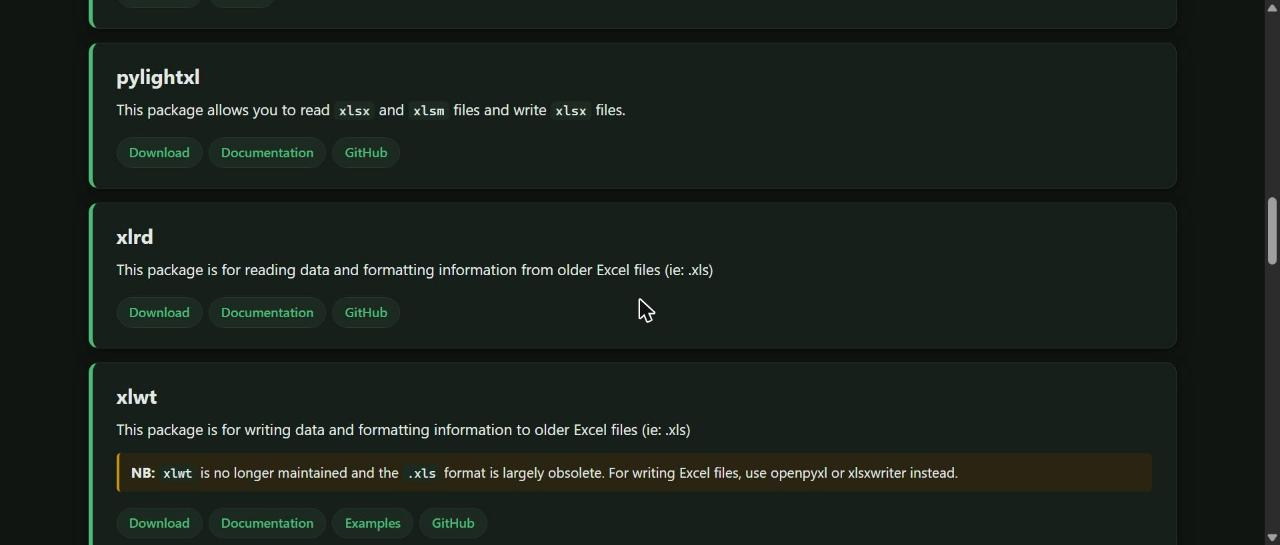 pylightxl
This package allows you to read xlsx and xlsm files and write xlsx files.
Download Documentation GitHub
xlrd
This package is for reading data and formatting information from older Excel files (ie: .xls)
Download Documentation GitHub
xlwt
This package is for writing data and formatting information to older Excel files (ie: .xls)
NB: xlwt is no longer maintained and the .xls format is largely obsolete. For writing Excel files, use openpyxl or xlsxwriter instead.
Download Documentation Examples GitHub